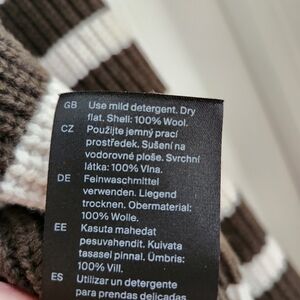 GB Use mild detergent. Dry
flat. Shell: 100% Wool.
CZ Použijte jemný prací
prostředek. Sušení na
vodorovné ploše. Svrchní
látka: 100% Vlna.
DE Feinwaschmittel
verwenden. Liegend
trocknen. Obermaterial:
100% Wolle.
EE Kasuta mahedat
pesuvahendit. Kuivata
tasasel pinnal. Ümbris:
100% Vill.
ES Utilizar un detergente
para prendas delicadas